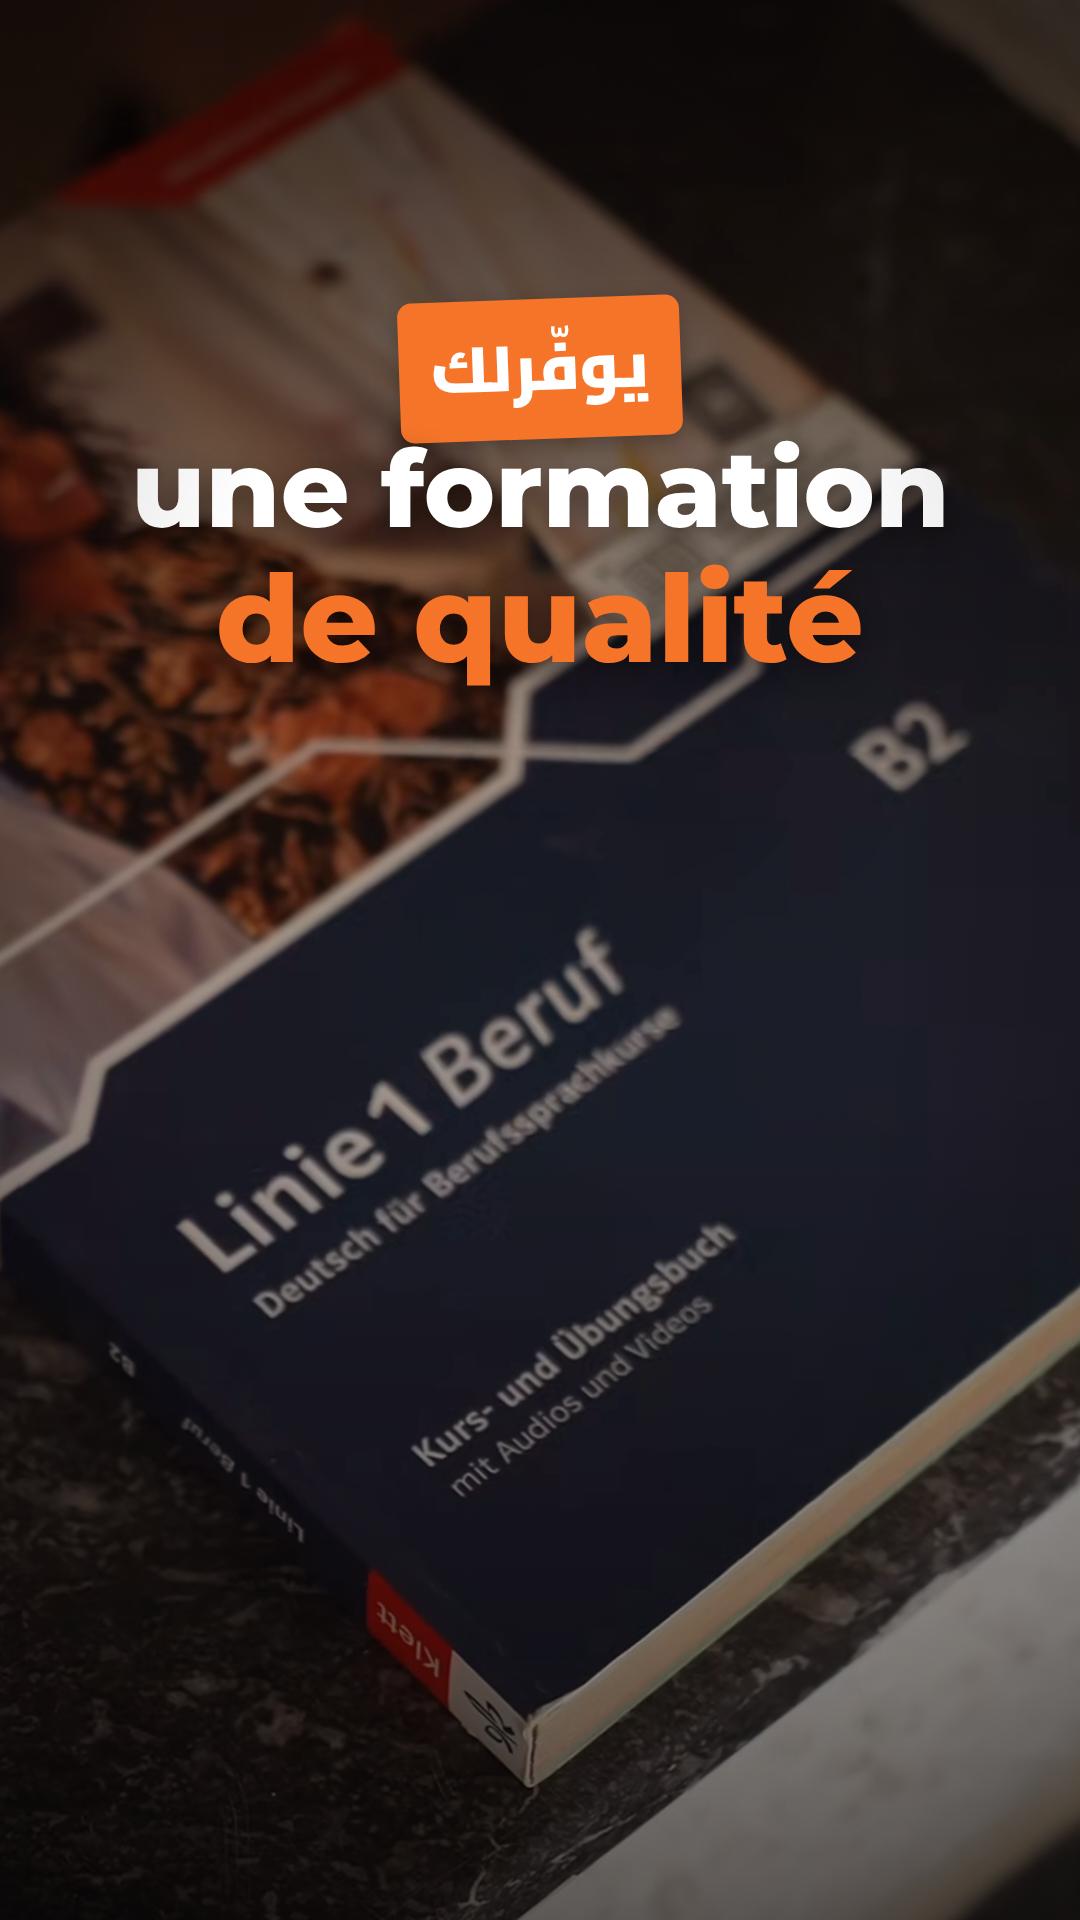 يوفّرلك
une formation
de qualité
B2
Linie 1 Beruf
Deutsch für Berufssprachkurse
Kurs- und Übungsbuch
mit Audios und Videos
B2
Linie 1 Beruf
Klett